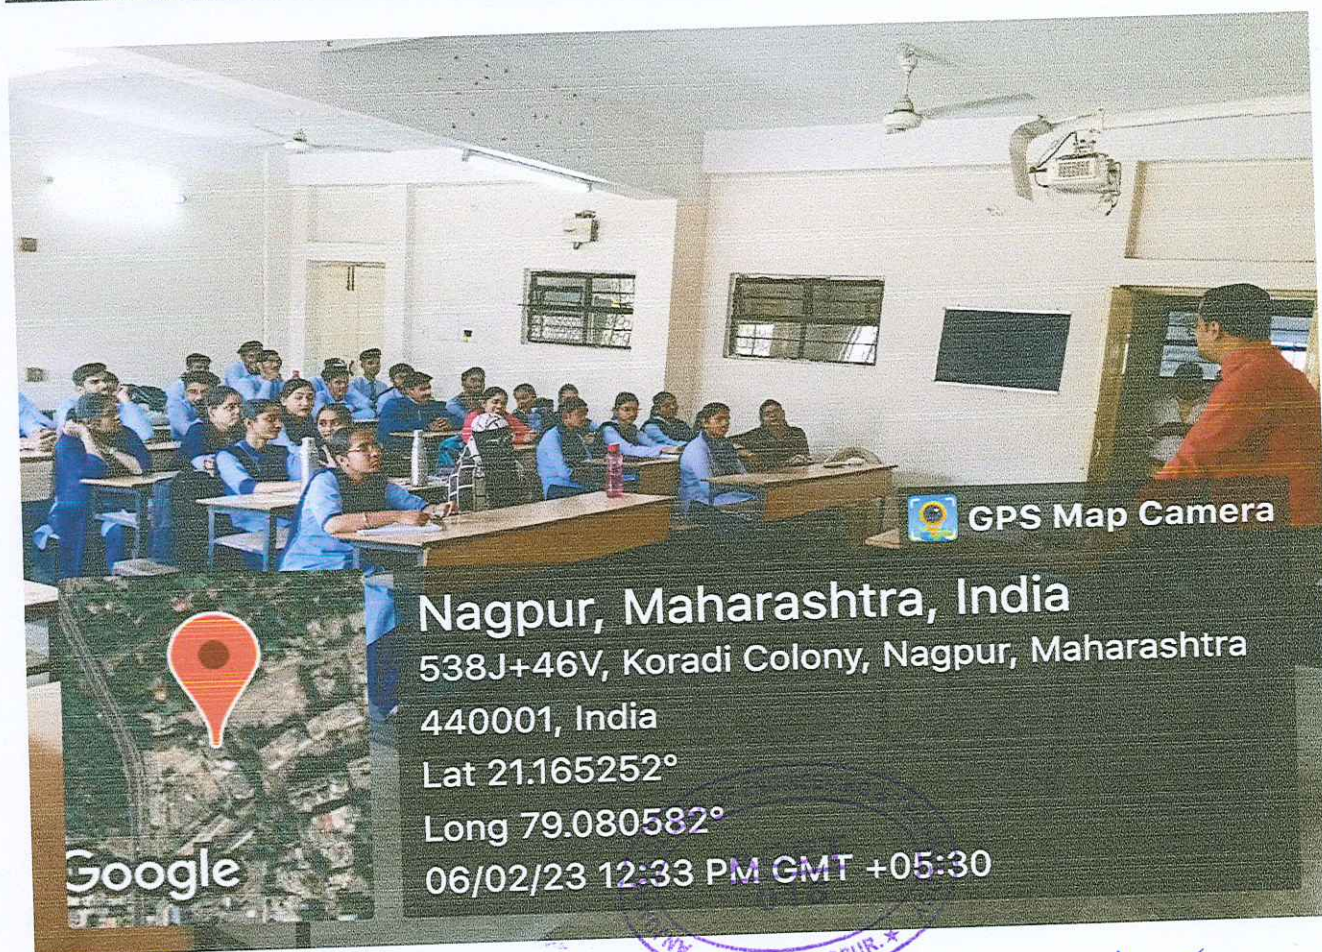 GPS Map Camera
Nagpur, Maharashtra, India
538J+46V, Koradi Colony, Nagpur, Maharashtra
440001, India
Lat 21.165252°
Long 79.080582°
06/02/23 12:33 PM GMT +05:30
Google